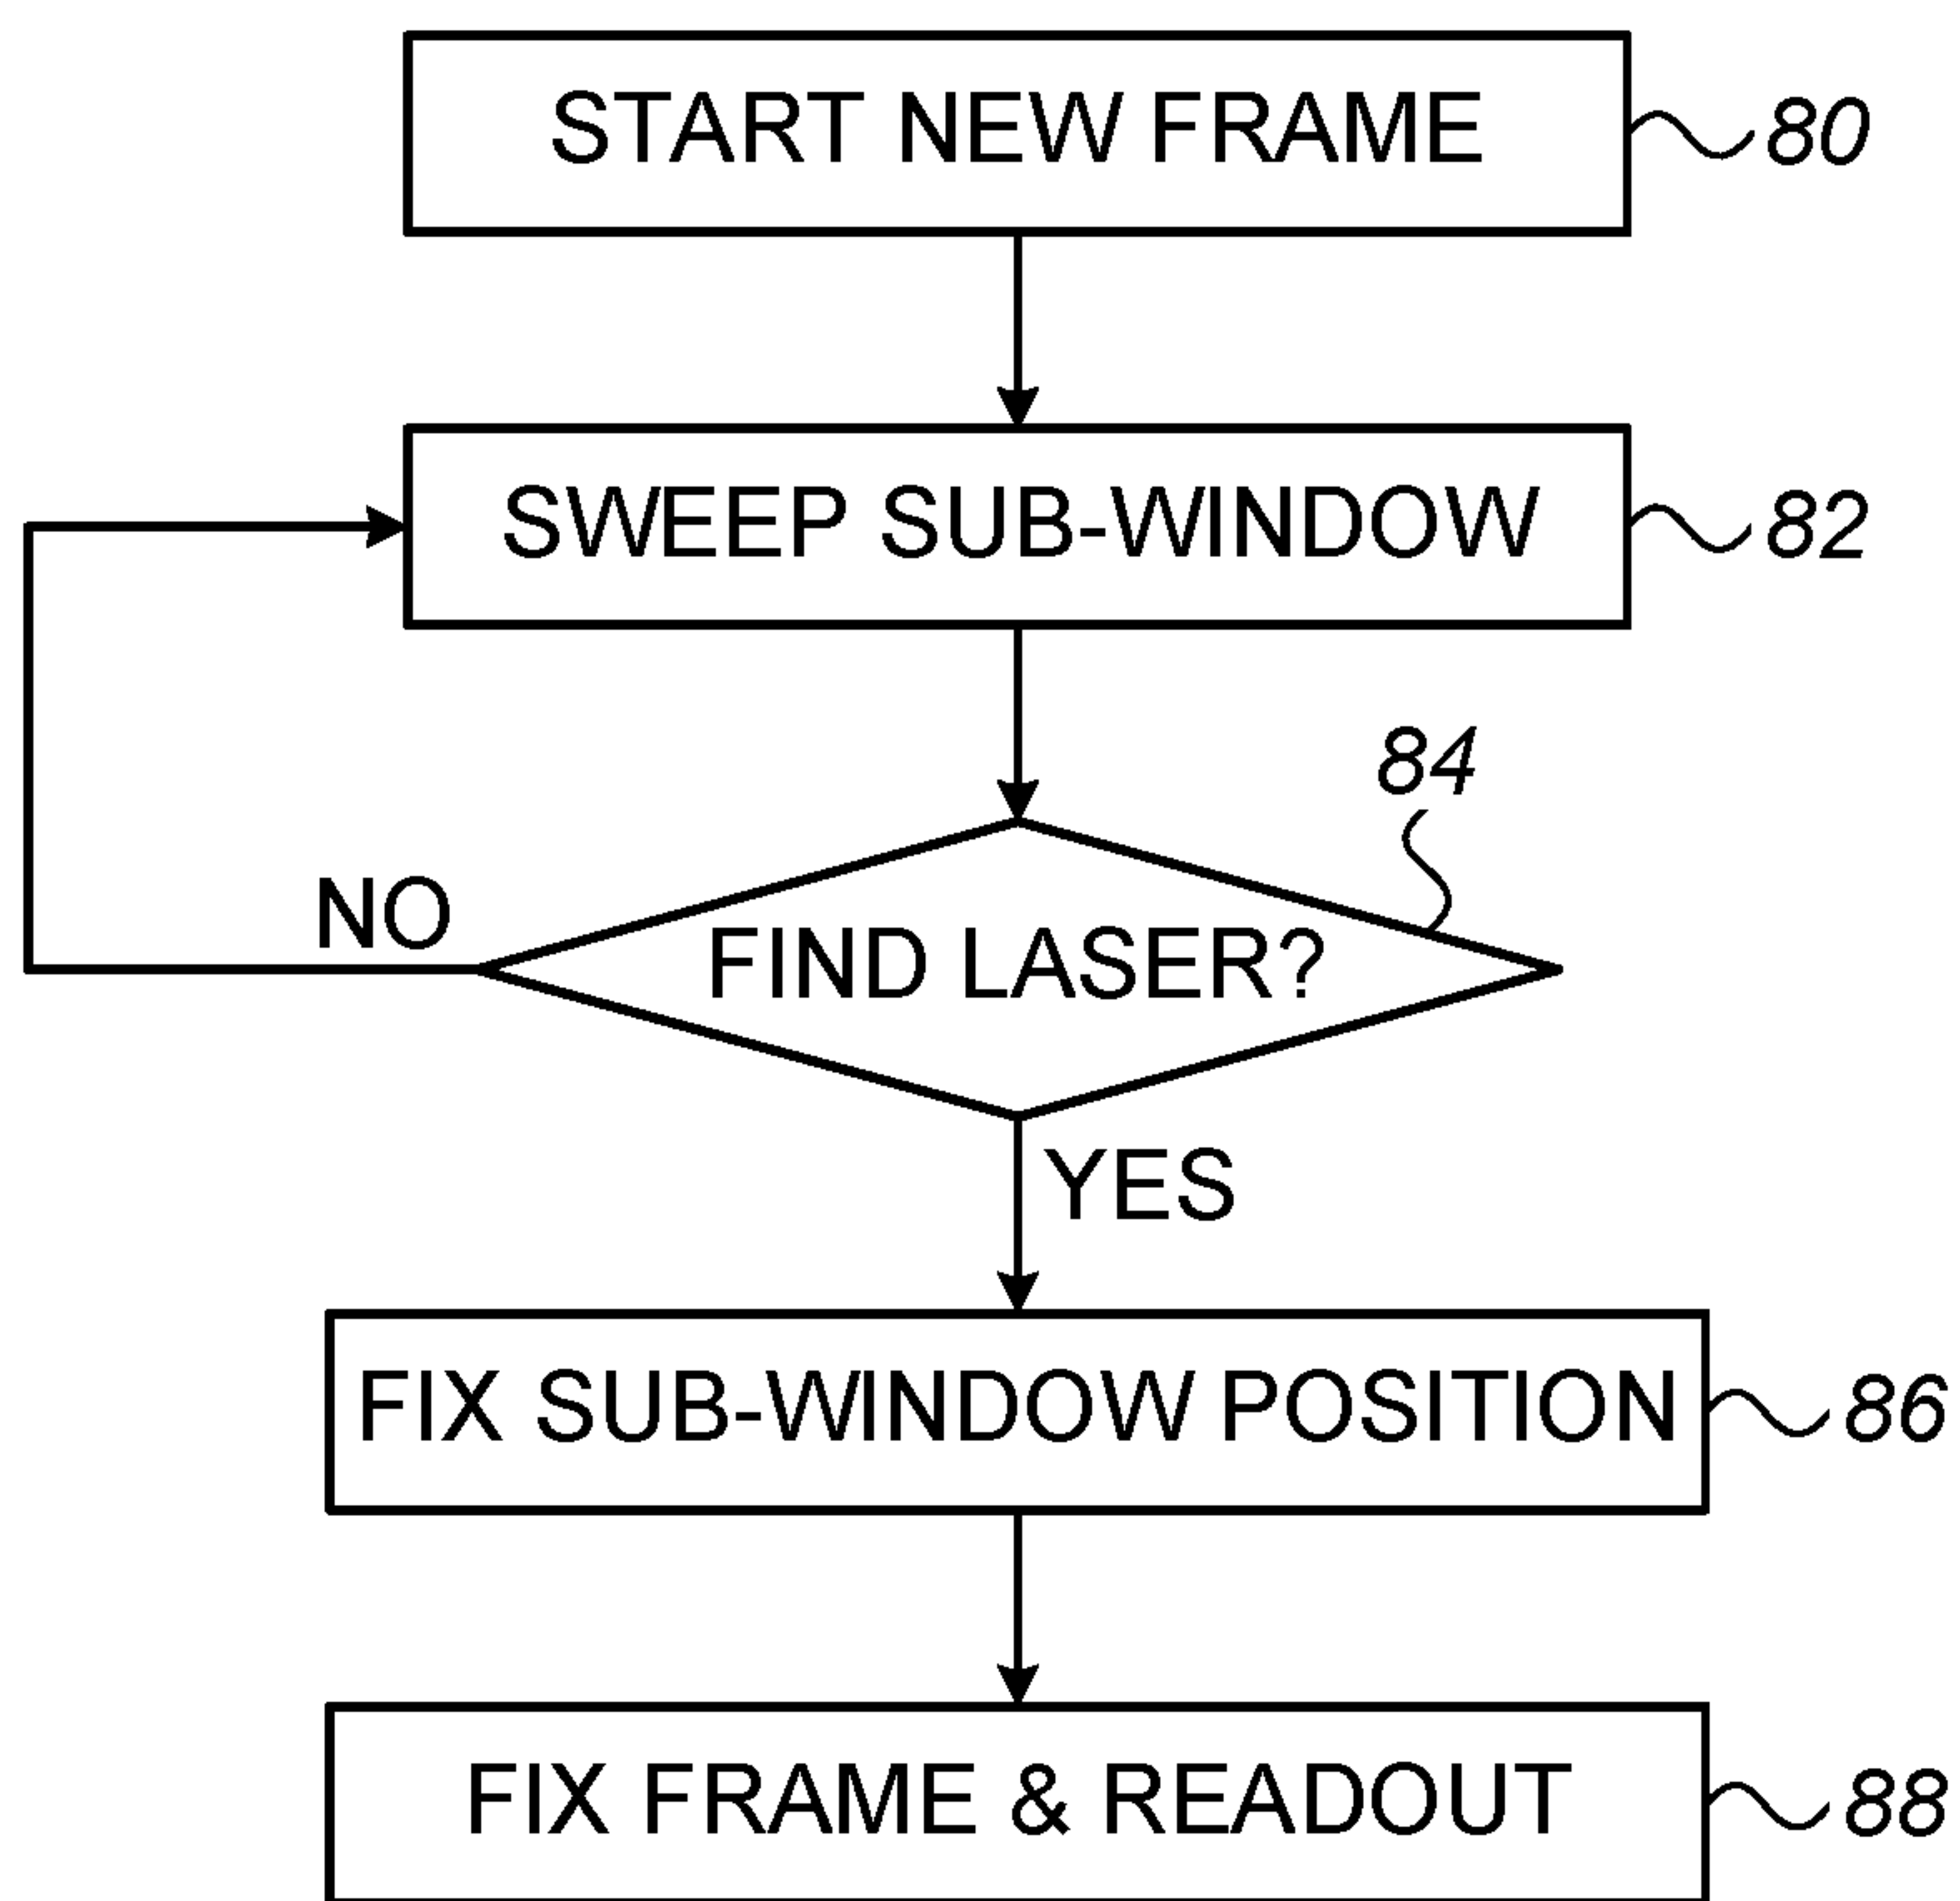 START NEW FRAME
80
SWEEP SUB-WINDOW
82
84
NO
FIND LASER?
YES
FIX SUB-WINDOW POSITION
86
FIX FRAME & READOUT
88